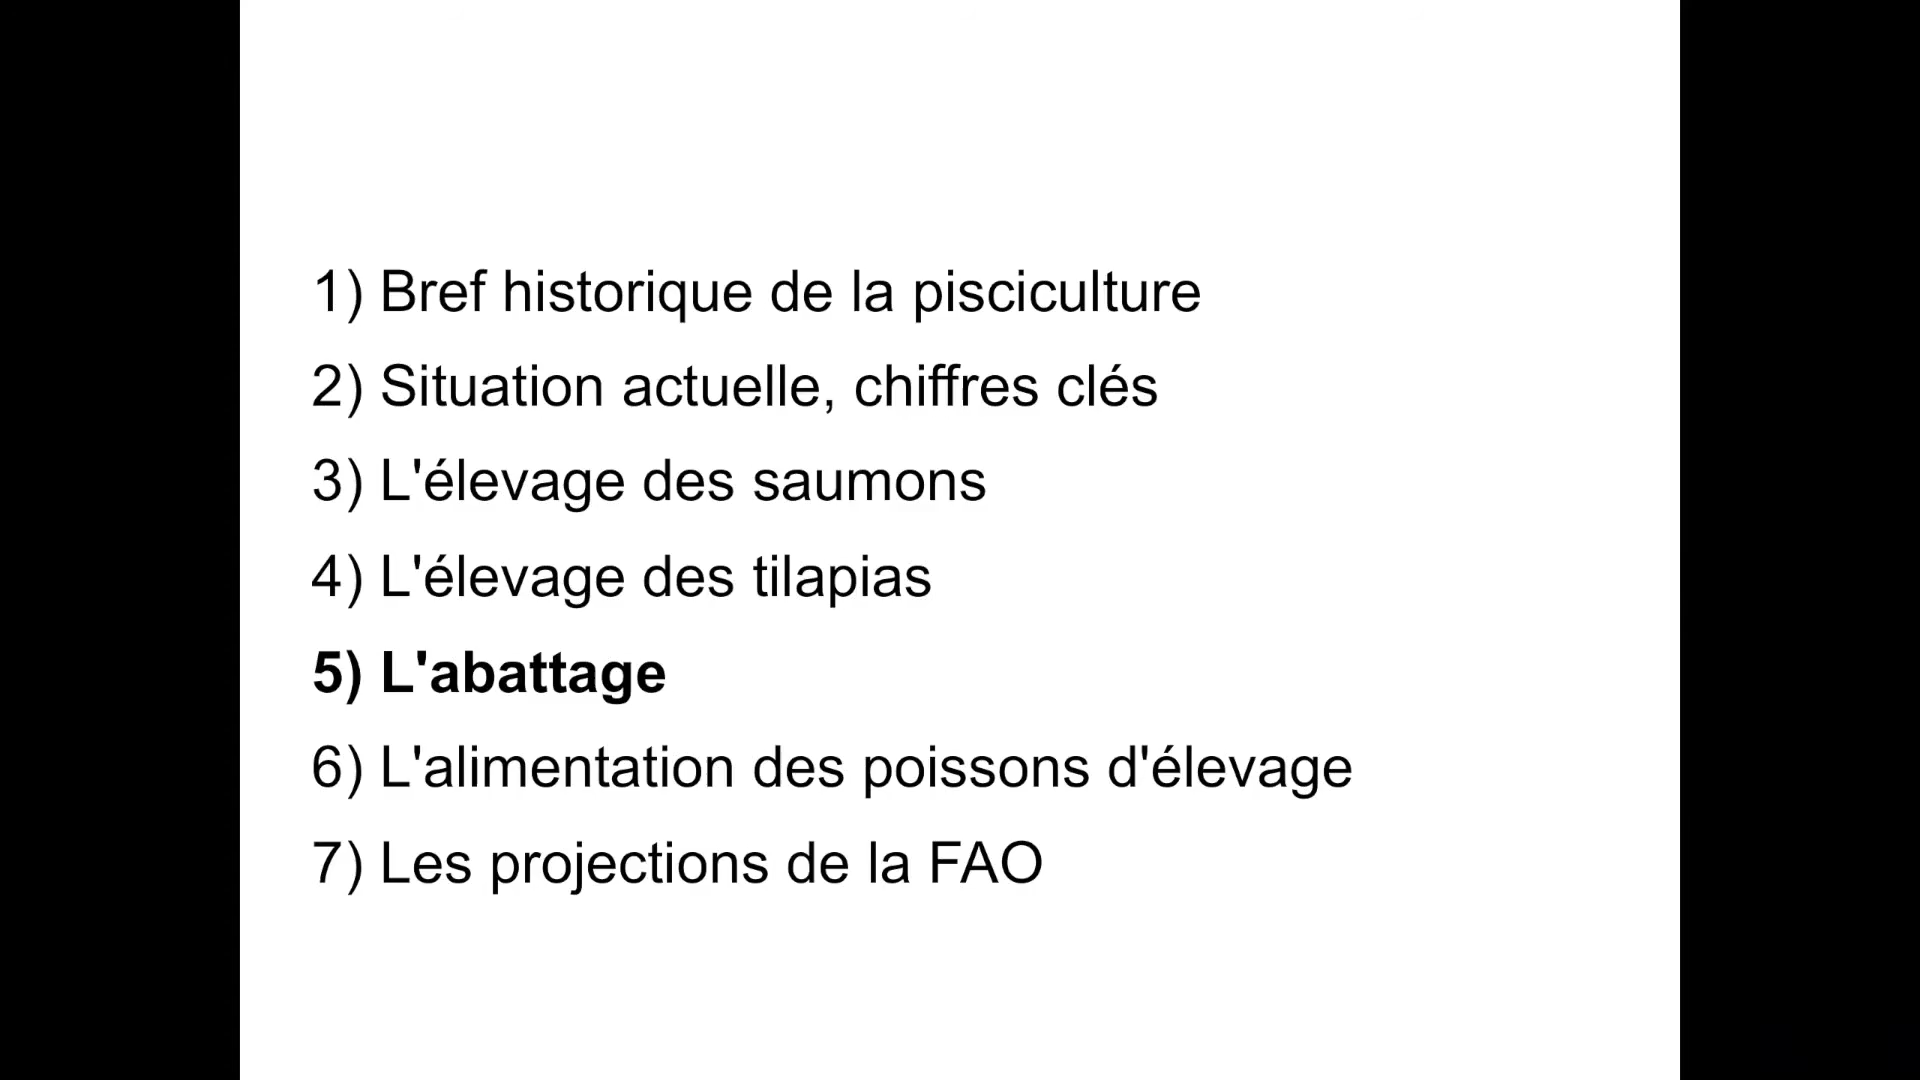 1) Bref historique de la pisciculture
2) Situation actuelle, chiffres clés
3) L'élevage des saumons
4) L'élevage des tilapias
5) L'abattage
6) L'alimentation des poissons d'élevage
7) Les projections de la FAO